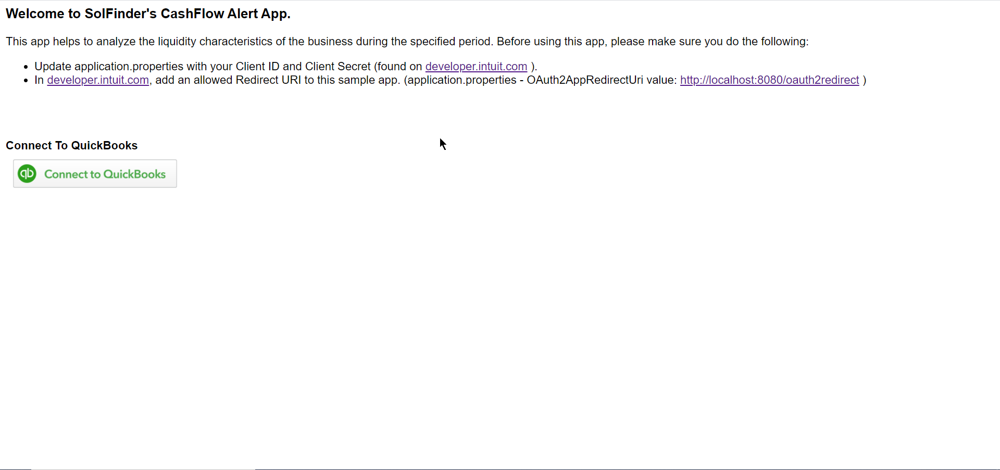 Welcome to SolFinder's CashFlow Alert App.
This app helps to analyze the liquidity characteristics of the business during the specified period. Before using this app, please make sure you do the following:
• Update application.properties with your Client ID and Client Secret (found on developer.intuit.com ).
• In developer.intuit.com, add an allowed Redirect URI to this sample app. (application.properties - OAuth2AppRedirectUri value: http://localhost:8080/oauth2redirect )
Connect To QuickBooks
qb Connect to QuickBooks